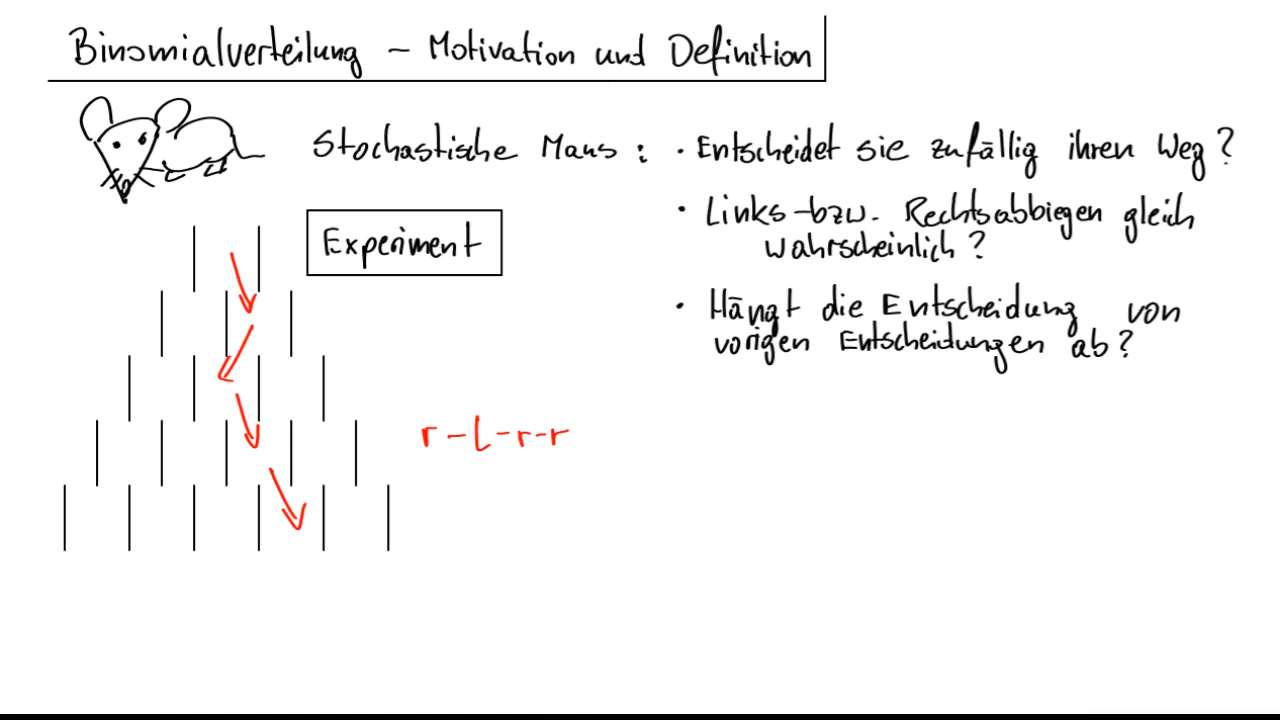 Binomialverteilung – Motivation und Definition
Stochastische Maus :
• Entscheidet sie zufällig ihren Weg?
• Links- bzw. Rechtsabbiegen gleich
wahrscheinlich?
• Hängt die Entscheidung von
vorigen Entscheidungen ab?
Experiment
r-l-r-r